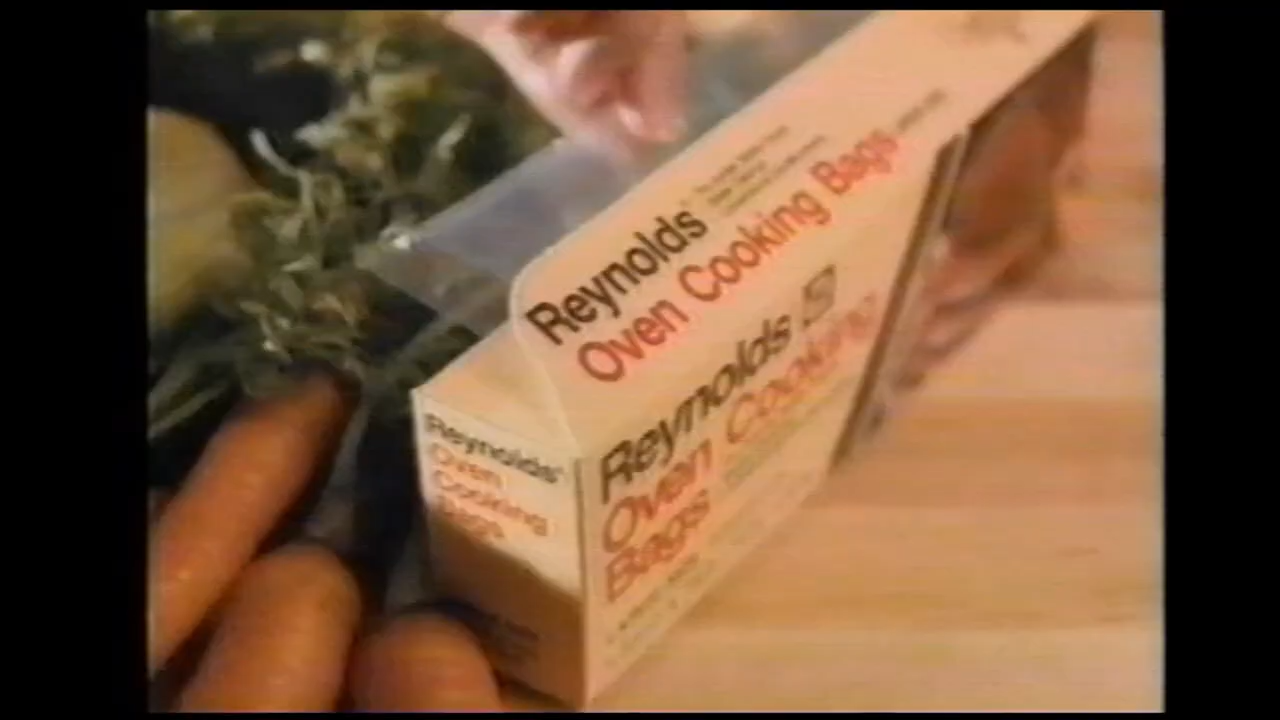 Reynolds
Oven Cooking Bags
Reynolds
Oven Cooking
Bags
Reynolds
Oven
Cooking
Bags